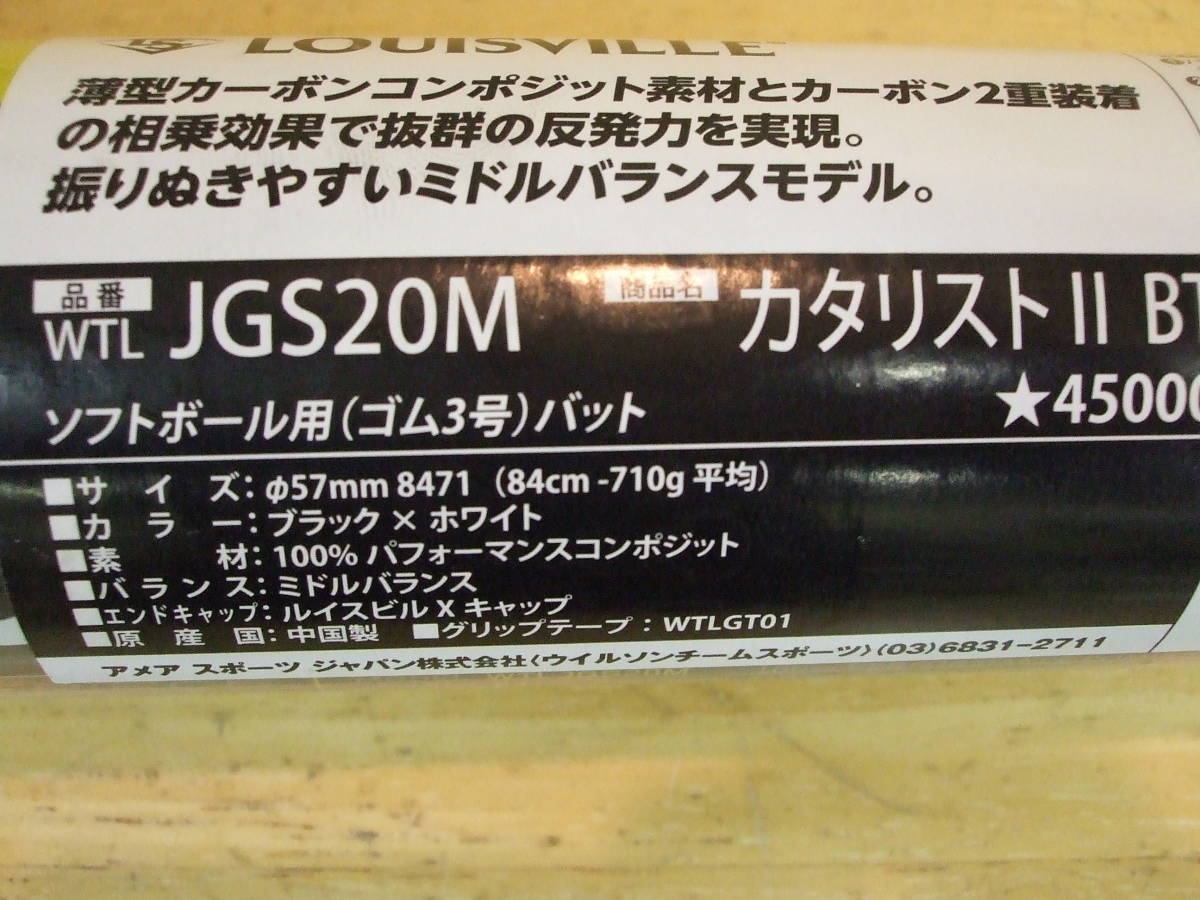 LOUISVILLE
薄型カーボンコンポジット素材とカーボン2重装着
の相乗効果で抜群の反発力を実現。
振りぬきやすいミドルバランスモデル。
品番 商品名
WTL JGS20M カタリストII BT
ソフトボール用(ゴム3号)バット ★4500
■サイズ:φ57mm 8471 (84cm -710g 平均)
■カラー:ブラック×ホワイト
■素材:100% パフォーマンスコンポジット
■バランス:ミドルバランス
■エンドキャップ:ルイスビル X キャップ
■原産国:中国製 ■グリップテープ:WTLGT01
アメア スポーツ ジャパン株式会社〈ウイルソンチームスポーツ〉(03)6831-2711